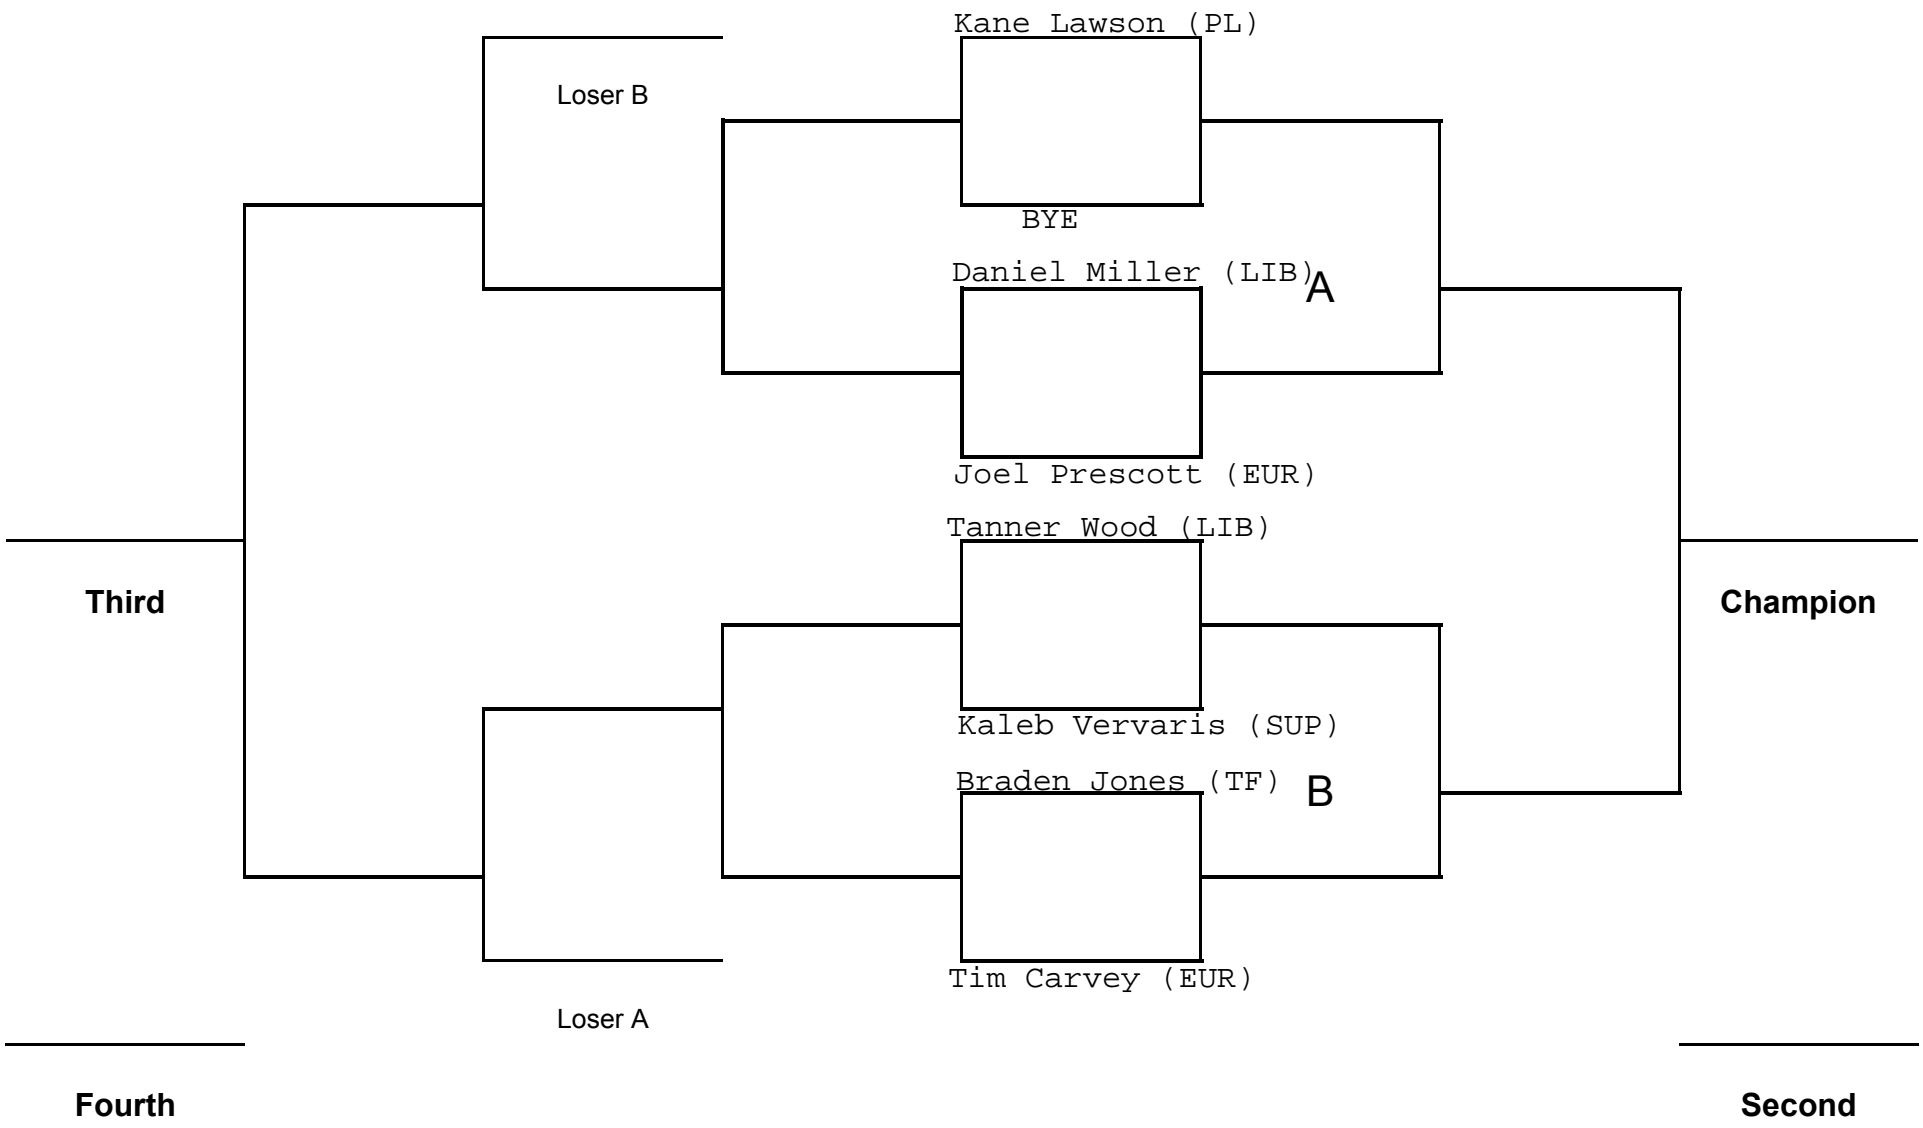 Kane Lawson (PL)
Loser B
BYE
Daniel Miller (LIB)
A
Joel Prescott (EUR)
Tanner Wood (LIB)
Third
Champion
Kaleb Vervaris (SUP)
Braden Jones (TF)
B
Tim Carvey (EUR)
Loser A
Fourth
Second